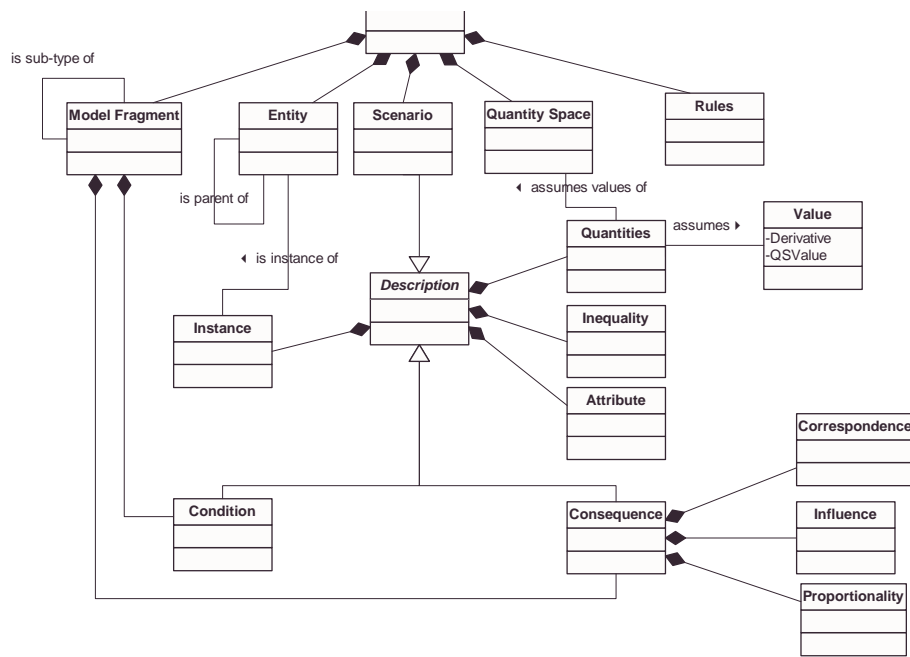 is sub-type of
Model Fragment
Entity
Scenario
Quantity Space
Rules
is parent of
assumes values of
Quantities
assumes
Value
-Derivative
-QSValue
is instance of
Description
Instance
Inequality
Attribute
Correspondence
Condition
Consequence
Influence
Proportionality